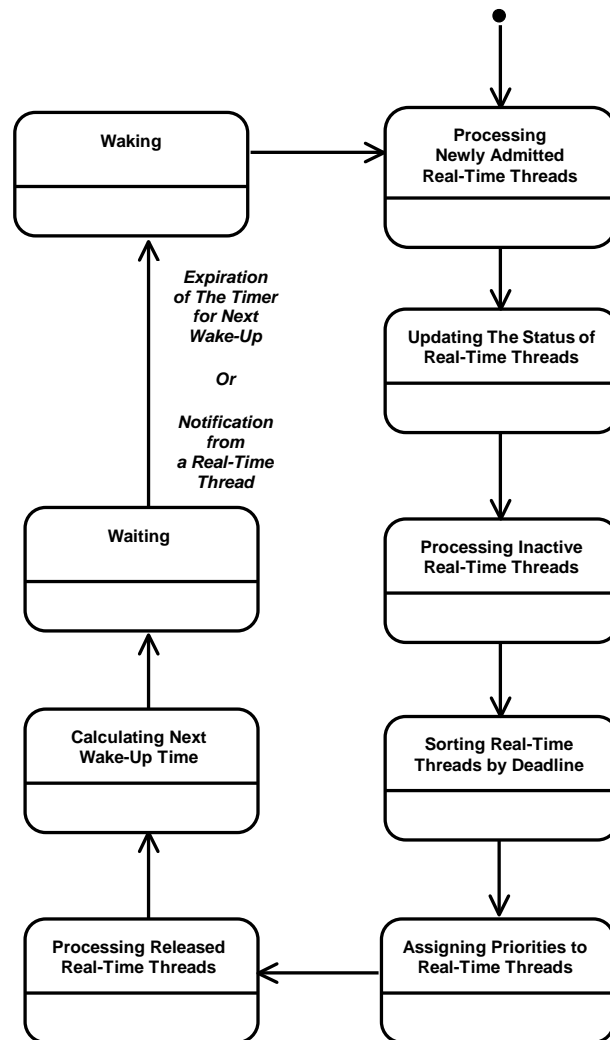 Waking
Processing
Newly Admitted
Real-Time Threads
Expiration
of The Timer
for Next
Wake-Up
Or
Notification
from
a Real-Time
Thread
Updating The Status of
Real-Time Threads
Waiting
Processing Inactive
Real-Time Threads
Calculating Next
Wake-Up Time
Sorting Real-Time
Threads by Deadline
Processing Released
Real-Time Threads
Assigning Priorities to
Real-Time Threads